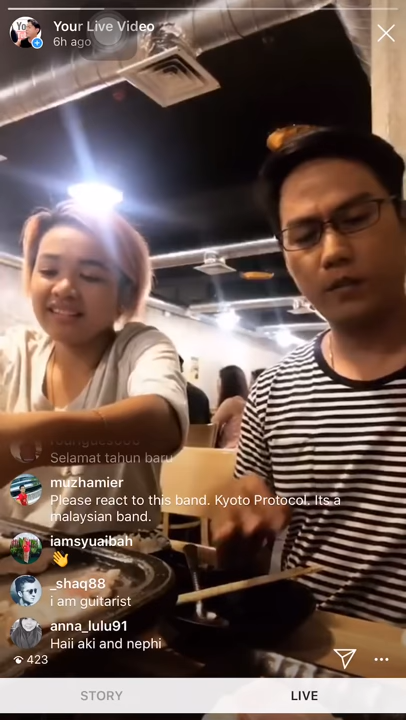 Your Live Video
6h ago
Selamat tahun baru
muzhamier
Please react to this band. Kyoto Protocol. Its a
malaysian band.
iamsyuaibah
👋
_shaq88
i am guitarist
anna_lulu91
Haii aki and nephi
423
STORY
LIVE